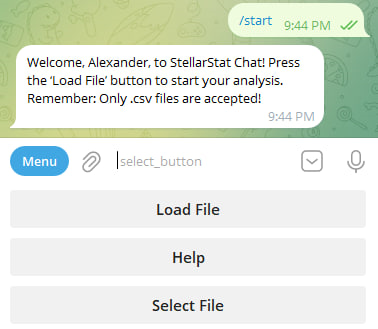 /start
9:44 PM
Welcome, Alexander, to StellarStat Chat! Press
the ‘Load File’ button to start your analysis.
Remember: Only .csv files are accepted!
9:44 PM
Menu
select_button
Load File
Help
Select File